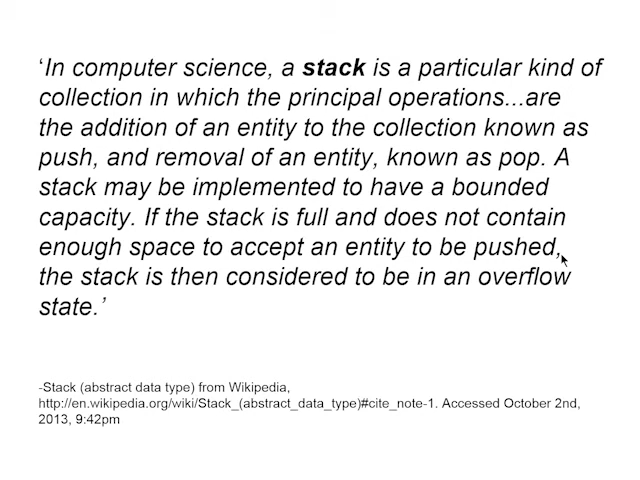 ‘In computer science, a stack is a particular kind of
collection in which the principal operations...are
the addition of an entity to the collection known as
push, and removal of an entity, known as pop. A
stack may be implemented to have a bounded
capacity. If the stack is full and does not contain
enough space to accept an entity to be pushed,
the stack is then considered to be in an overflow
state.’
-Stack (abstract data type) from Wikipedia,
http://en.wikipedia.org/wiki/Stack_(abstract_data_type)#cite_note-1. Accessed October 2nd,
2013, 9:42pm